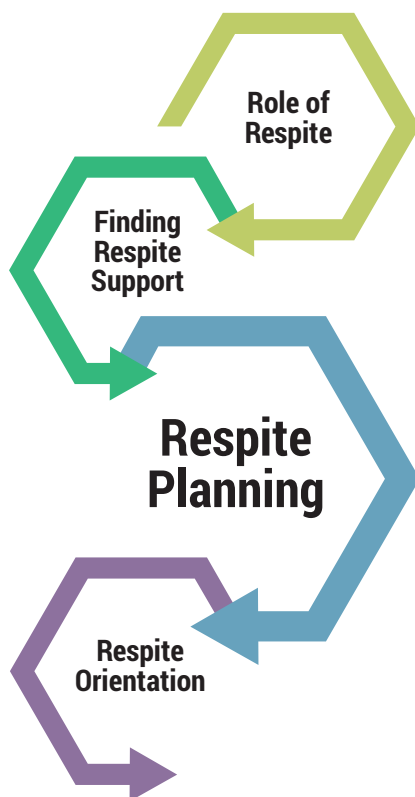 Role of
Respite
Finding
Respite
Support
Respite
Planning
Respite
Orientation